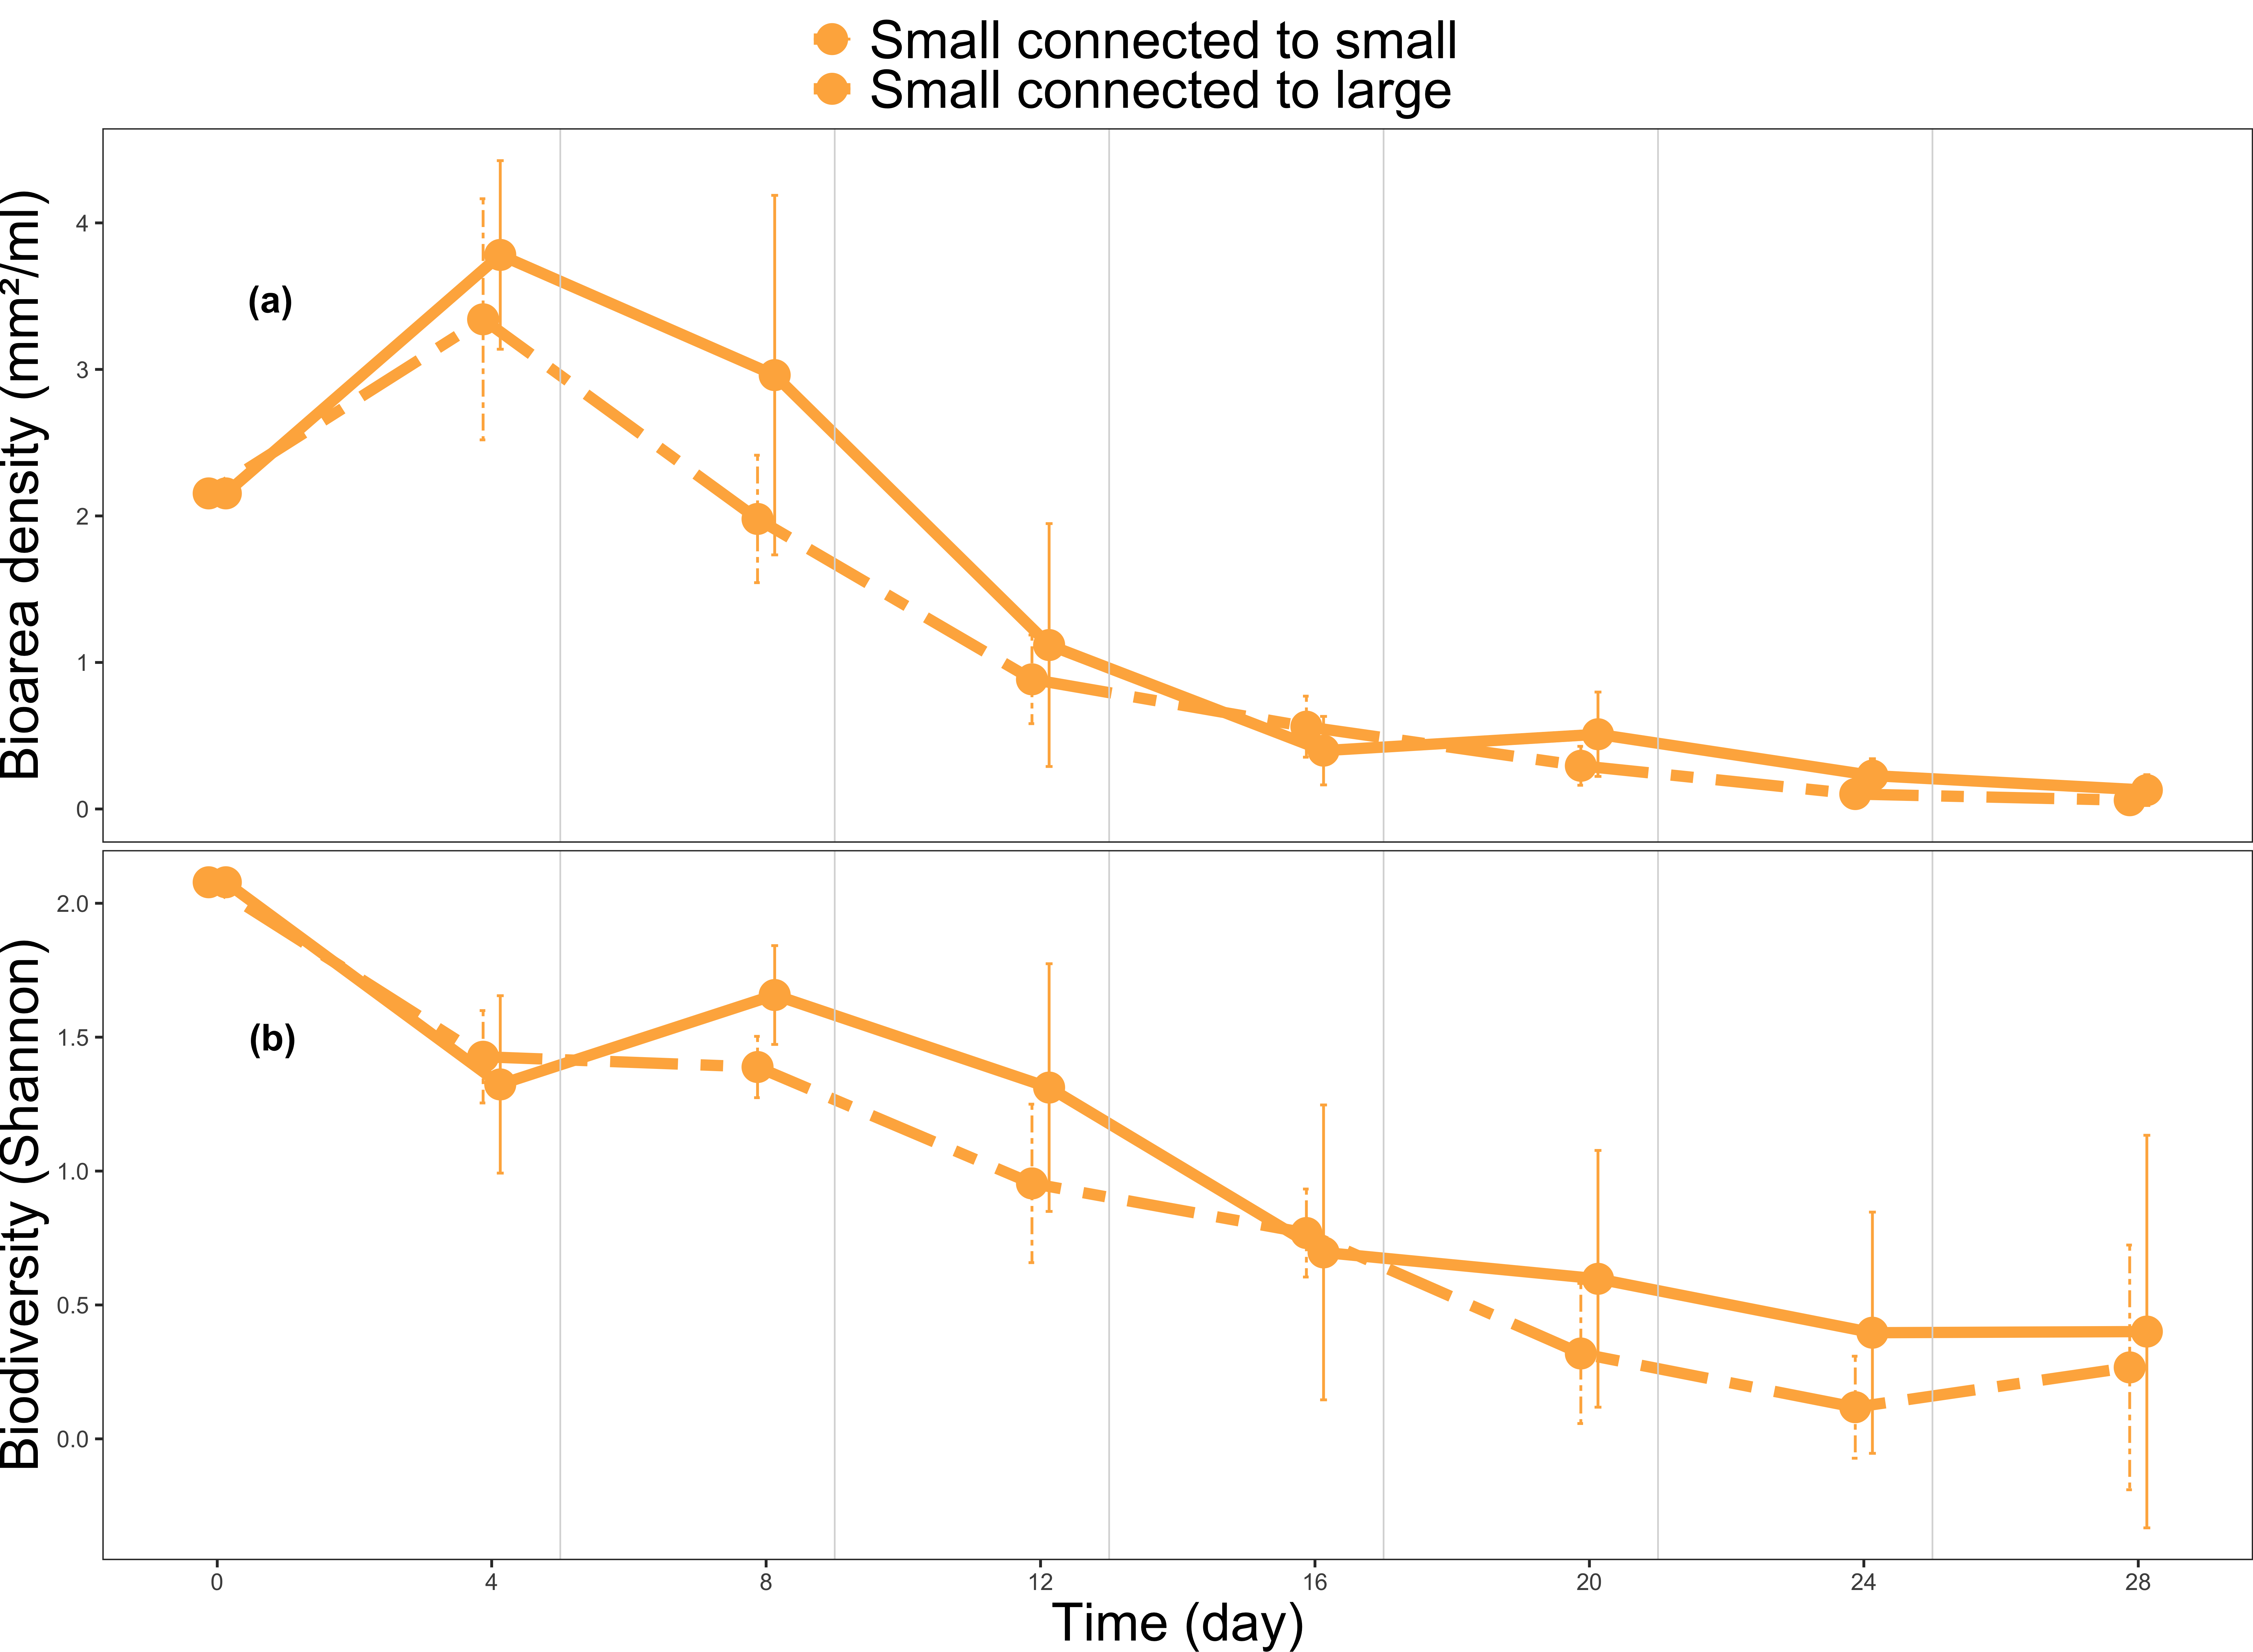 Small connected to small
Small connected to large
Bioarea density (mm²/ml)
4
3
2
1
0
(a)
Biodiversity (Shannon)
2.0
1.5
1.0
0.5
0.0
(b)
0 4 8 12 16 20 24 28
Time (day)